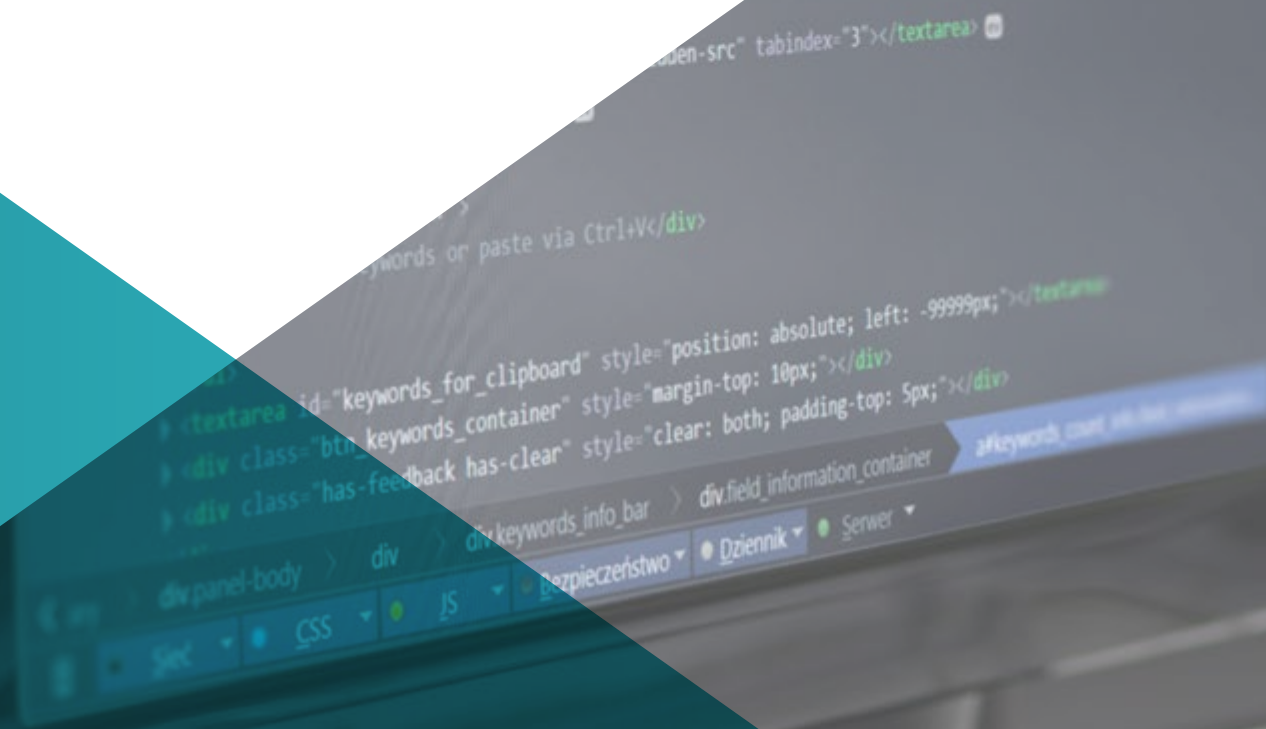 -src" tabindex="3"></textarea>
>
or paste via Ctrl+V</div>
<textarea id="keywords_for_clipboard" style="position: absolute; left: -99999px;"></textarea>
<div class="btn_keywords_container" style="margin-top: 10px;"></div>
<div class="has-feedback has-clear" style="clear: both; padding-top: 5px;"></div>
div.panel-body div div.keywords_info_bar div.field_information_container
Sieć CSS JS Bezpieczeństwo Dziennik Serwer